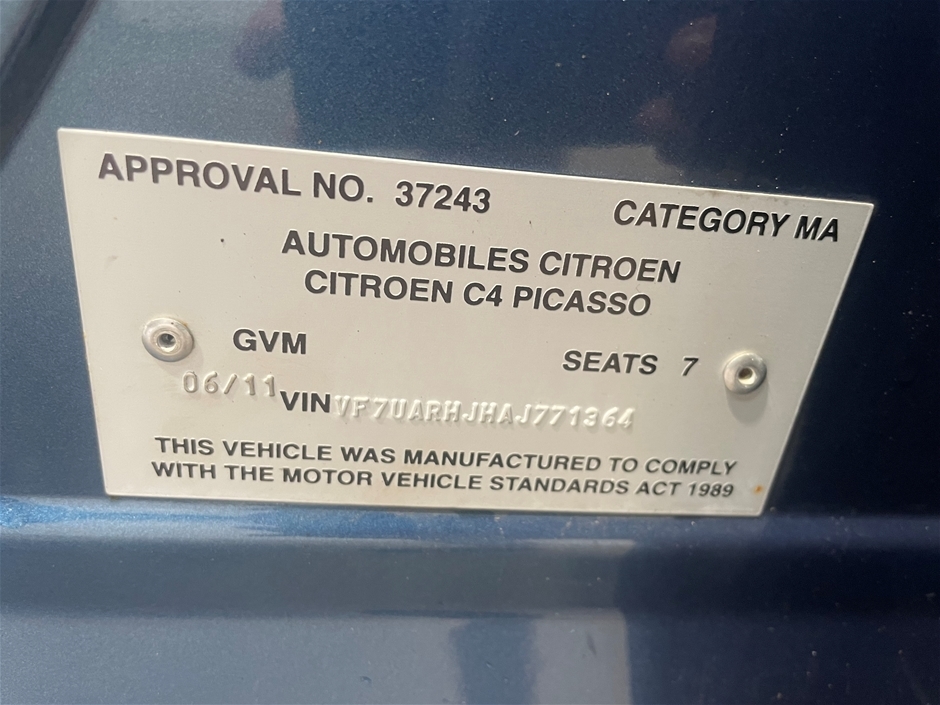 APPROVAL NO. 37243 CATEGORY MA
AUTOMOBILES CITROEN
CITROEN C4 PICASSO
GVM SEATS 7
06/11 VIN VF7UARHJHAJ771364
THIS VEHICLE WAS MANUFACTURED TO COMPLY
WITH THE MOTOR VEHICLE STANDARDS ACT 1989